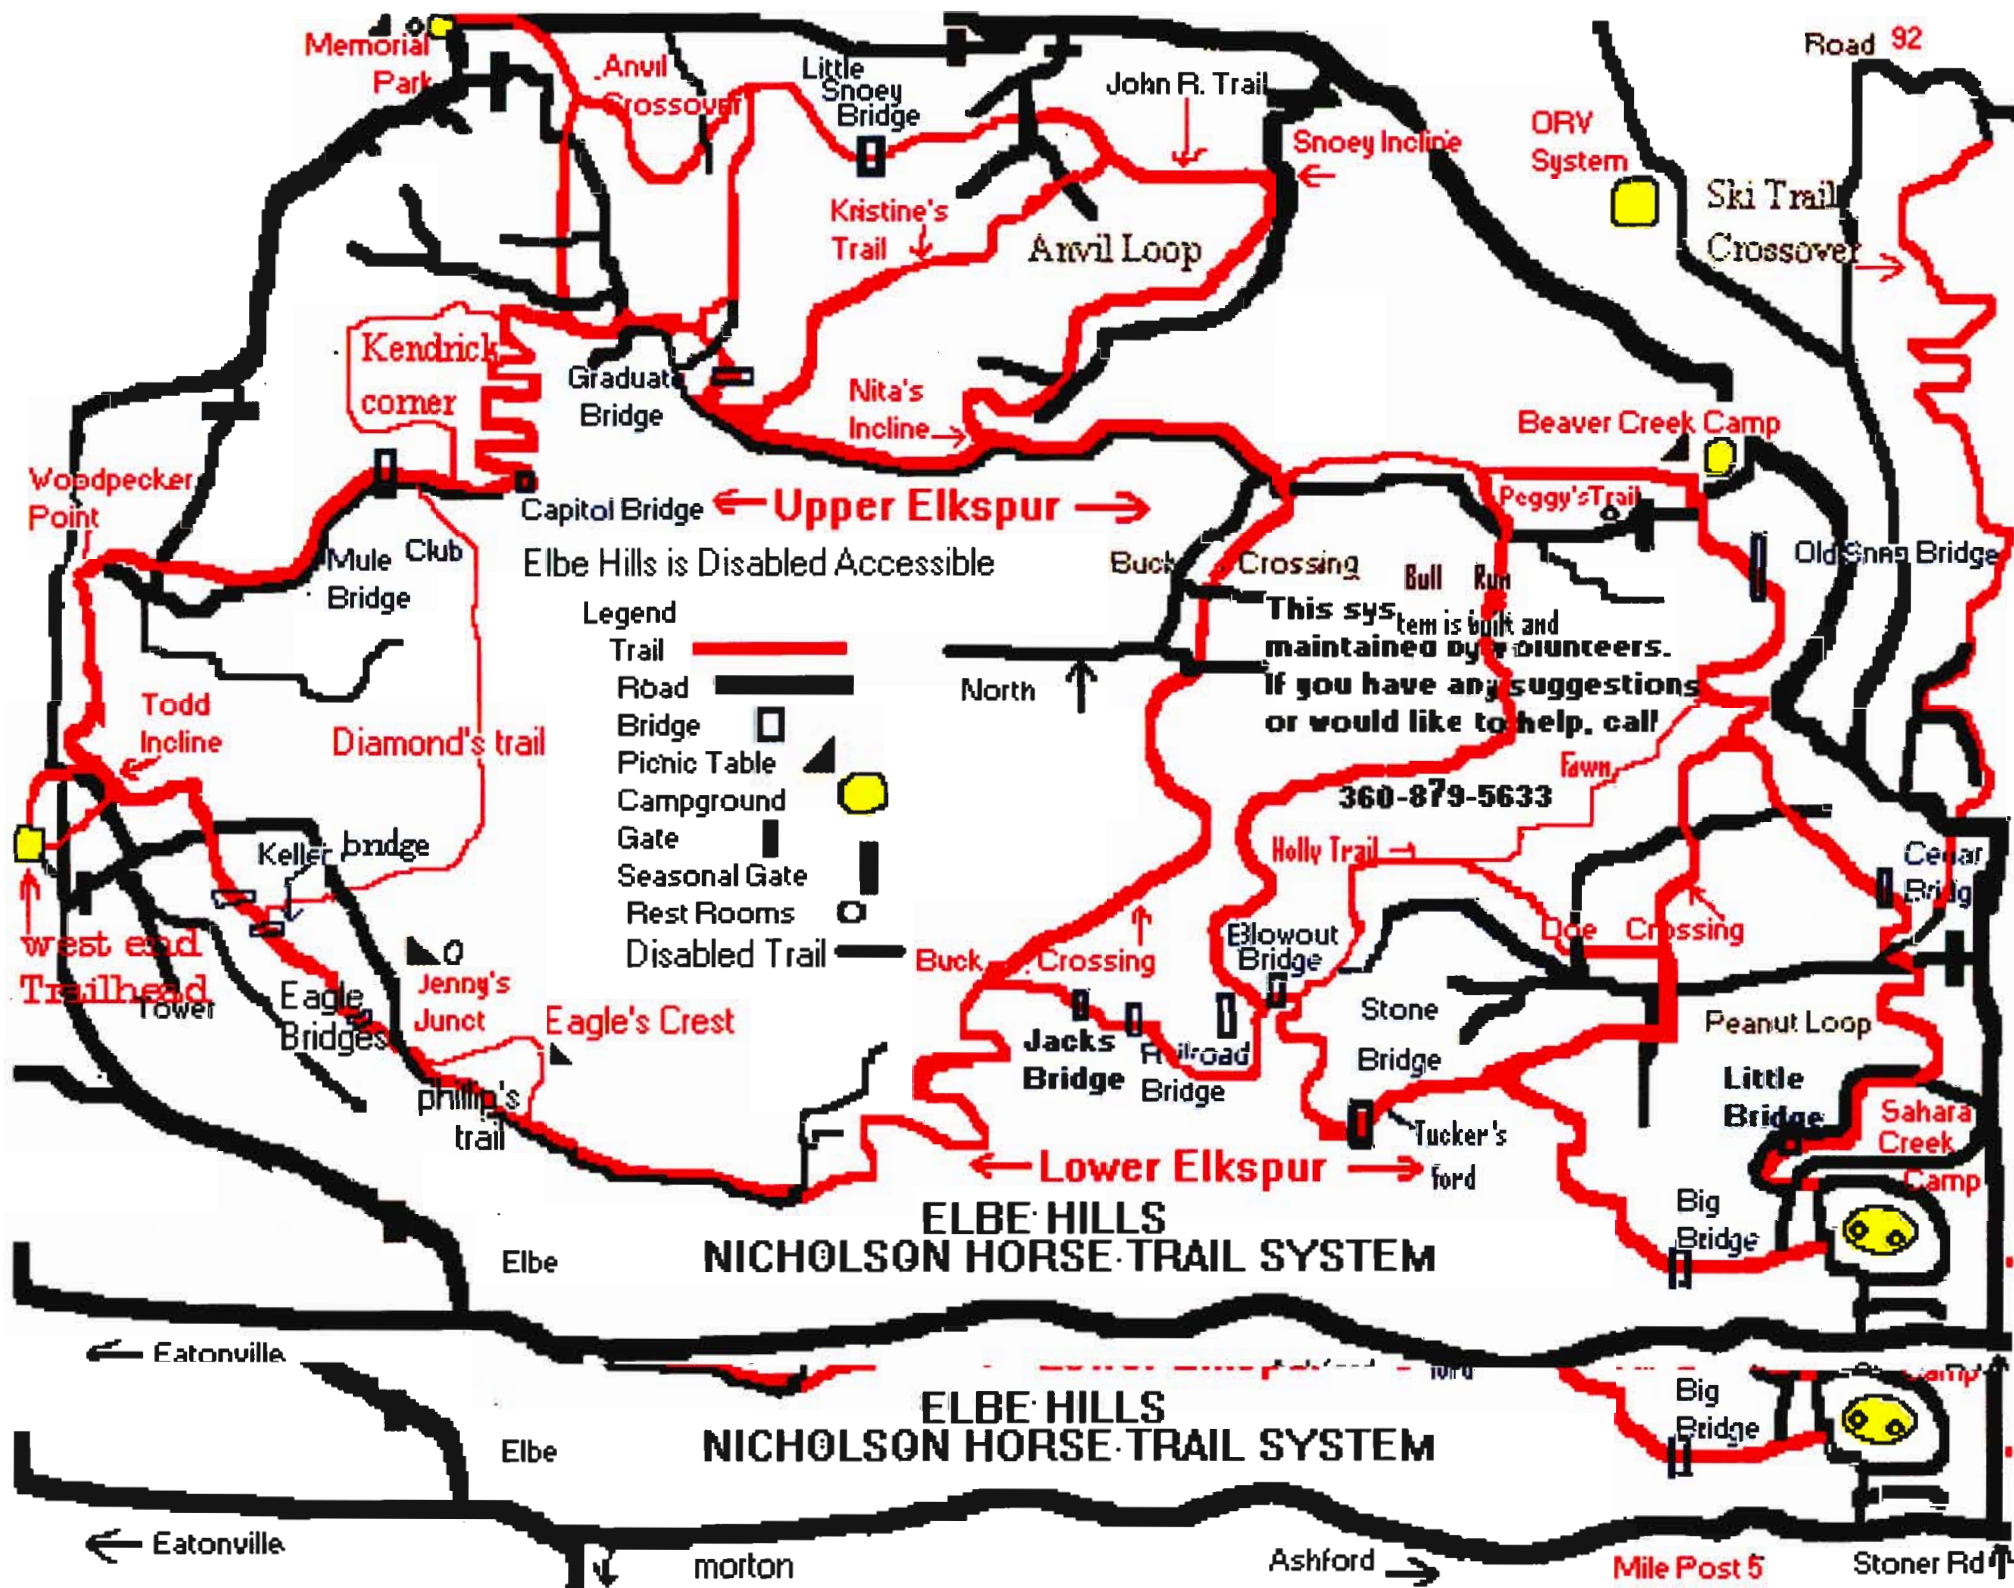 Memorial
Park
Anvil
Crossover
Little
Snoey
Bridge
John R. Trail
Snoey Incline
ORV
System
Road 92
Ski Trail
Crossover
Kristine's
Trail
Anvil Loop
Kendrick
corner
Graduate
Bridge
Nita's
Incline
Beaver Creek Camp
Woodpecker
Point
Capitol Bridge
Upper Elkspur
Peggy's Trail
Mule
Bridge
Club
Elbe Hills is Disabled Accessible
Buck Crossing
Bull Run
Old Snag Bridge
Legend
Trail
Road
Bridge
Picnic Table
Campground
Gate
Seasonal Gate
Rest Rooms
Disabled Trail
North
This system is built and
maintained by volunteers.
If you have any suggestions
or would like to help, call
360-879-5633
Todd
Incline
Diamond's trail
Fawn
Holly Trail
Keller bridge
Cedar
Bridg
west end
Trailhead
Tower
Jenny's
Junct
Eagle
Bridges
Eagle's Crest
Buck Crossing
Blowout
Bridge
Doe Crossing
Stone
Bridge
Peanut Loop
Jacks
Bridge
Railroad
Bridge
Little
Bridge
Sahara
Creek
Camp
phillip's
trail
Tucker's
ford
Lower Elkspur
Big
Bridge
ELBE HILLS
NICHOLSON HORSE TRAIL SYSTEM
Elbe
Eatonville
Camp
Big
Bridge
ELBE HILLS
NICHOLSON HORSE TRAIL SYSTEM
Elbe
Eatonville
morton
Ashford
Mile Post 5
Stoner Rd